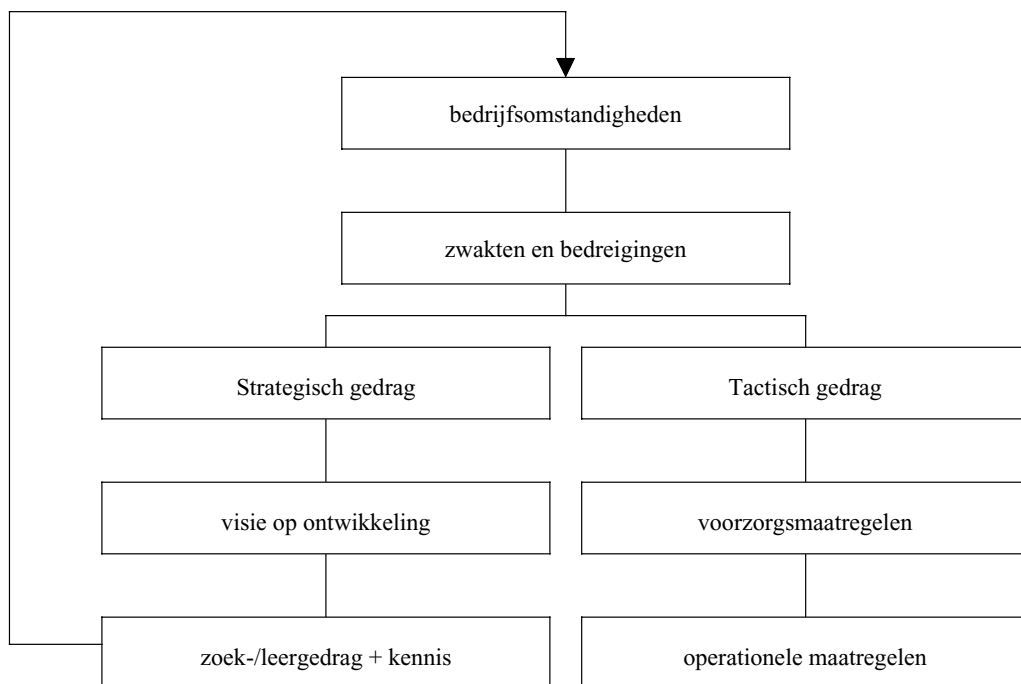 bedrijfsomstandigheden
zwakten en bedreigingen
Strategisch gedrag
Tactisch gedrag
visie op ontwikkeling
voorzorgsmaatregelen
zoek-/leergedrag + kennis
operationele maatregelen